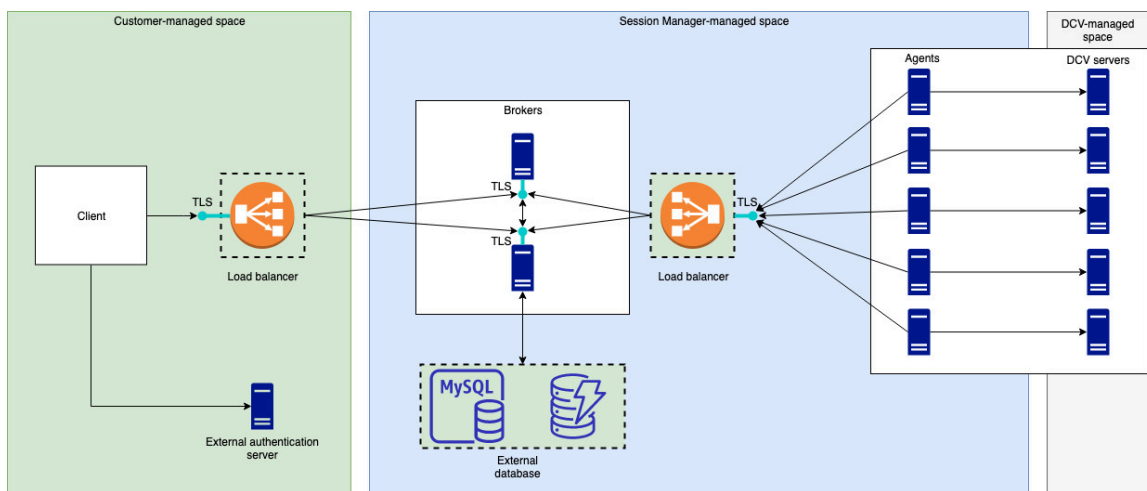 Customer-managed space
Session Manager-managed space
DCV-managed
space
Agents
DCV servers
Brokers
TLS
TLS
TLS
Client
TLS
Load balancer
Load balancer
MySQL
External authentication
server
External
database